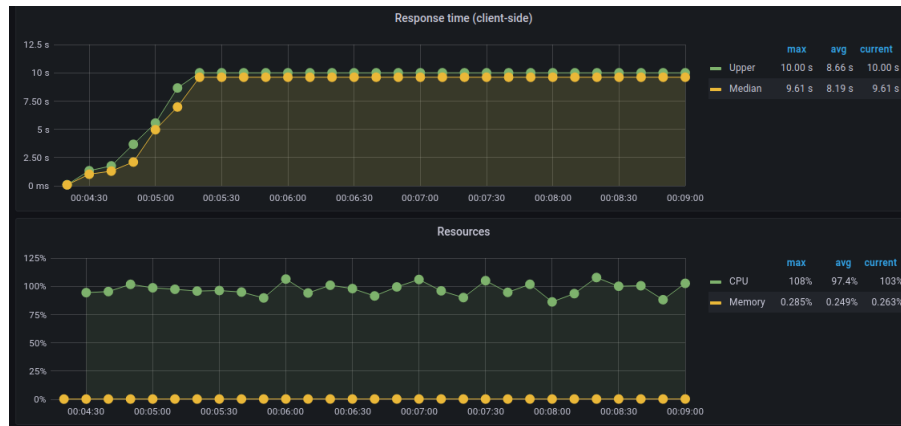 Response time (client-side)
12.5 s
10 s
7.50 s
5 s
2.50 s
0 ms
00:04:30 00:05:00 00:05:30 00:06:00 00:06:30 00:07:00 00:07:30 00:08:00 00:08:30 00:09:00
max avg current
Upper 10.00 s 8.66 s 10.00 s
Median 9.61 s 8.19 s 9.61 s
Resources
125%
100%
75%
50%
25%
0%
00:04:30 00:05:00 00:05:30 00:06:00 00:06:30 00:07:00 00:07:30 00:08:00 00:08:30 00:09:00
max avg current
CPU 108% 97.4% 103%
Memory 0.285% 0.249% 0.263%